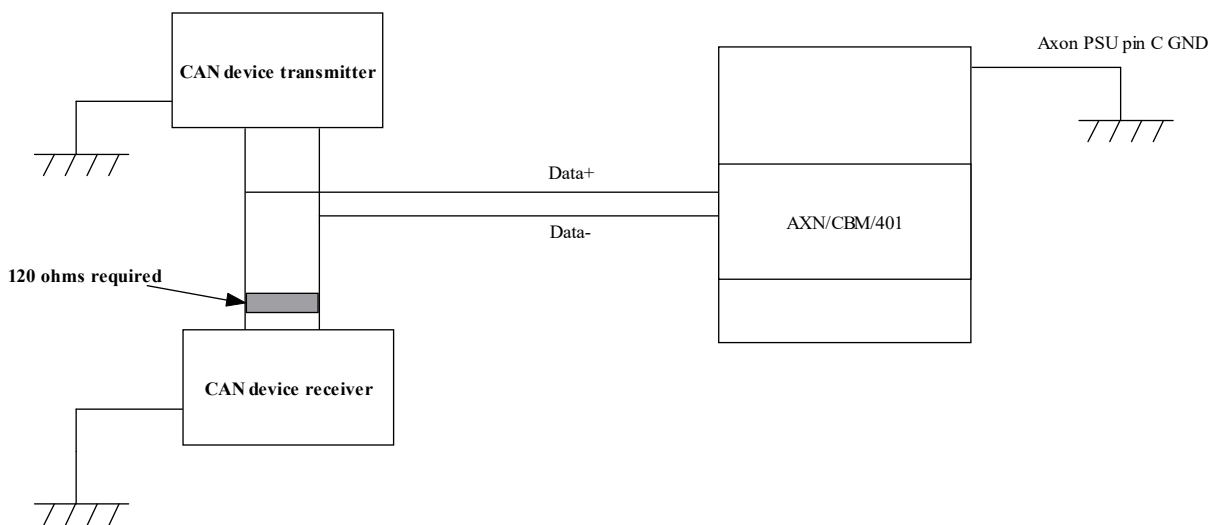 Axon PSU pin C GND
CAN device transmitter
Data+
AXN/CBM/401
Data-
120 ohms required
CAN device receiver